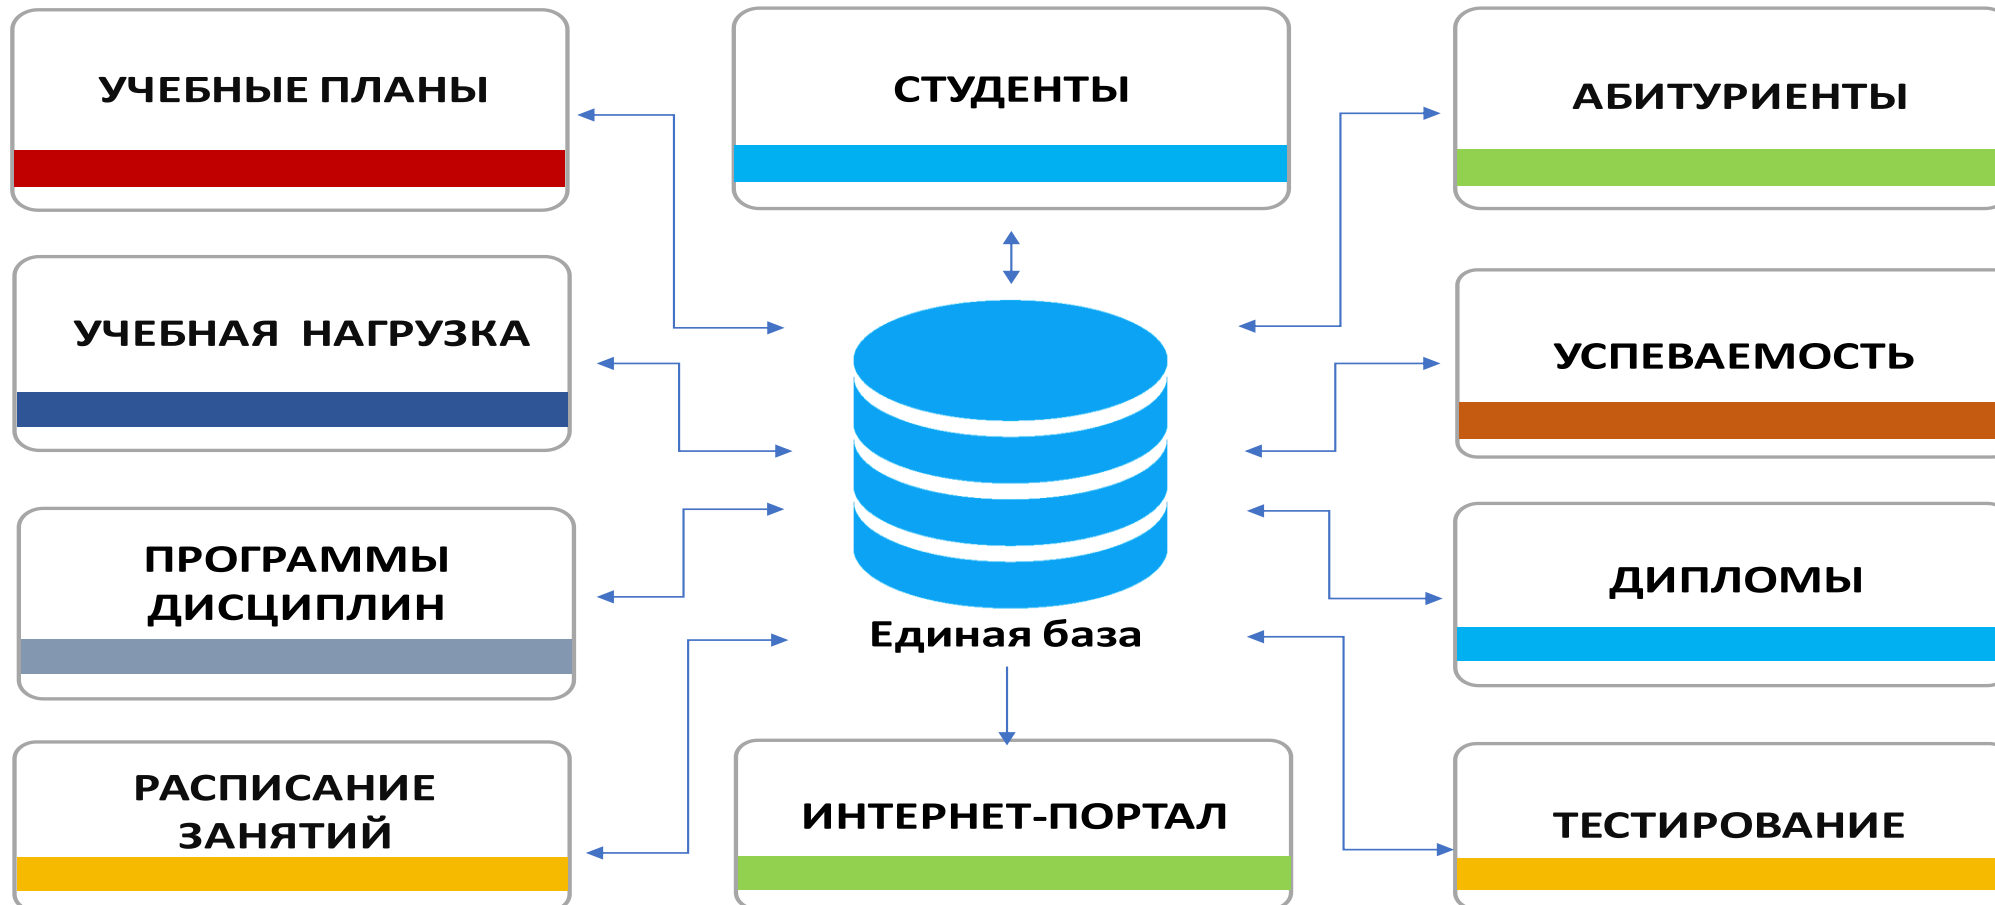 УЧЕБНЫЕ ПЛАНЫ
СТУДЕНТЫ
АБИТУРИЕНТЫ
УЧЕБНАЯ НАГРУЗКА
УСПЕВАЕМОСТЬ
ПРОГРАММЫ
ДИСЦИПЛИН
ДИПЛОМЫ
Единая база
РАСПИСАНИЕ
ЗАНЯТИЙ
ИНТЕРНЕТ-ПОРТАЛ
ТЕСТИРОВАНИЕ